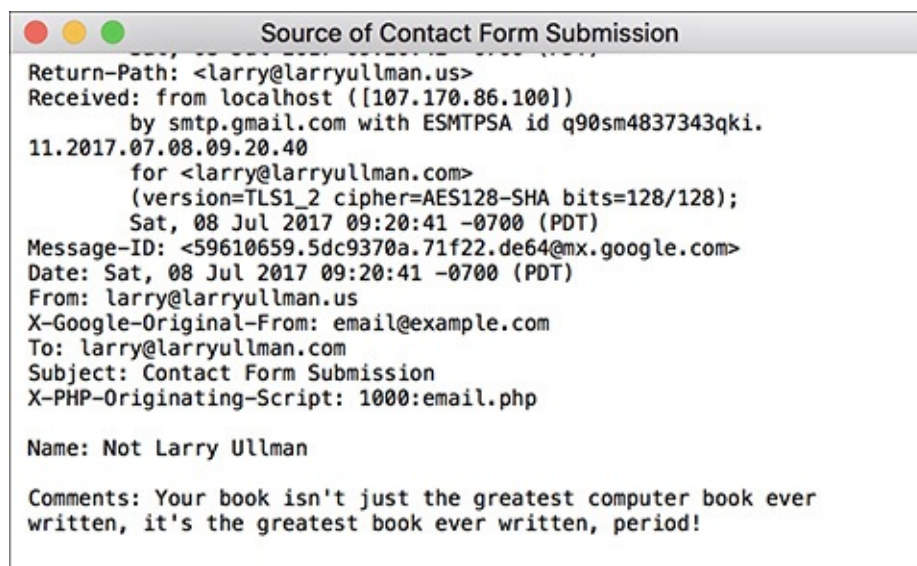 Source of Contact Form Submission
Return-Path: <larry@larryullman.us>
Received: from localhost ([107.170.86.100])
by smtp.gmail.com with ESMTPSA id q90sm4837343qki.
11.2017.07.08.09.20.40
for <larry@larryullman.com>
(version=TLS1_2 cipher=AES128-SHA bits=128/128);
Sat, 08 Jul 2017 09:20:41 -0700 (PDT)
Message-ID: <59610659.5dc9370a.71f22.de64@mx.google.com>
Date: Sat, 08 Jul 2017 09:20:41 -0700 (PDT)
From: larry@larryullman.us
X-Google-Original-From: email@example.com
To: larry@larryullman.com
Subject: Contact Form Submission
X-PHP-Originating-Script: 1000:email.php
Name: Not Larry Ullman
Comments: Your book isn't just the greatest computer book ever
written, it's the greatest book ever written, period!